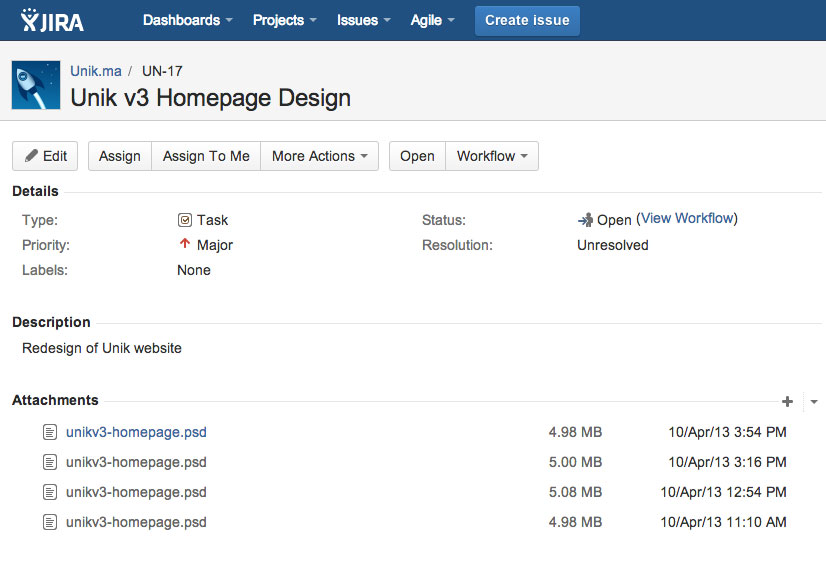 JIRA Dashboards Projects Issues Agile Create issue
Unik.ma / UN-17
Unik v3 Homepage Design
Edit Assign Assign To Me More Actions Open Workflow
Details
Type: Task Status: Open (View Workflow)
Priority: Major Resolution: Unresolved
Labels: None
Description
Redesign of Unik website
Attachments
unikv3-homepage.psd 4.98 MB 10/Apr/13 3:54 PM
unikv3-homepage.psd 5.00 MB 10/Apr/13 3:16 PM
unikv3-homepage.psd 5.08 MB 10/Apr/13 12:54 PM
unikv3-homepage.psd 4.98 MB 10/Apr/13 11:10 AM